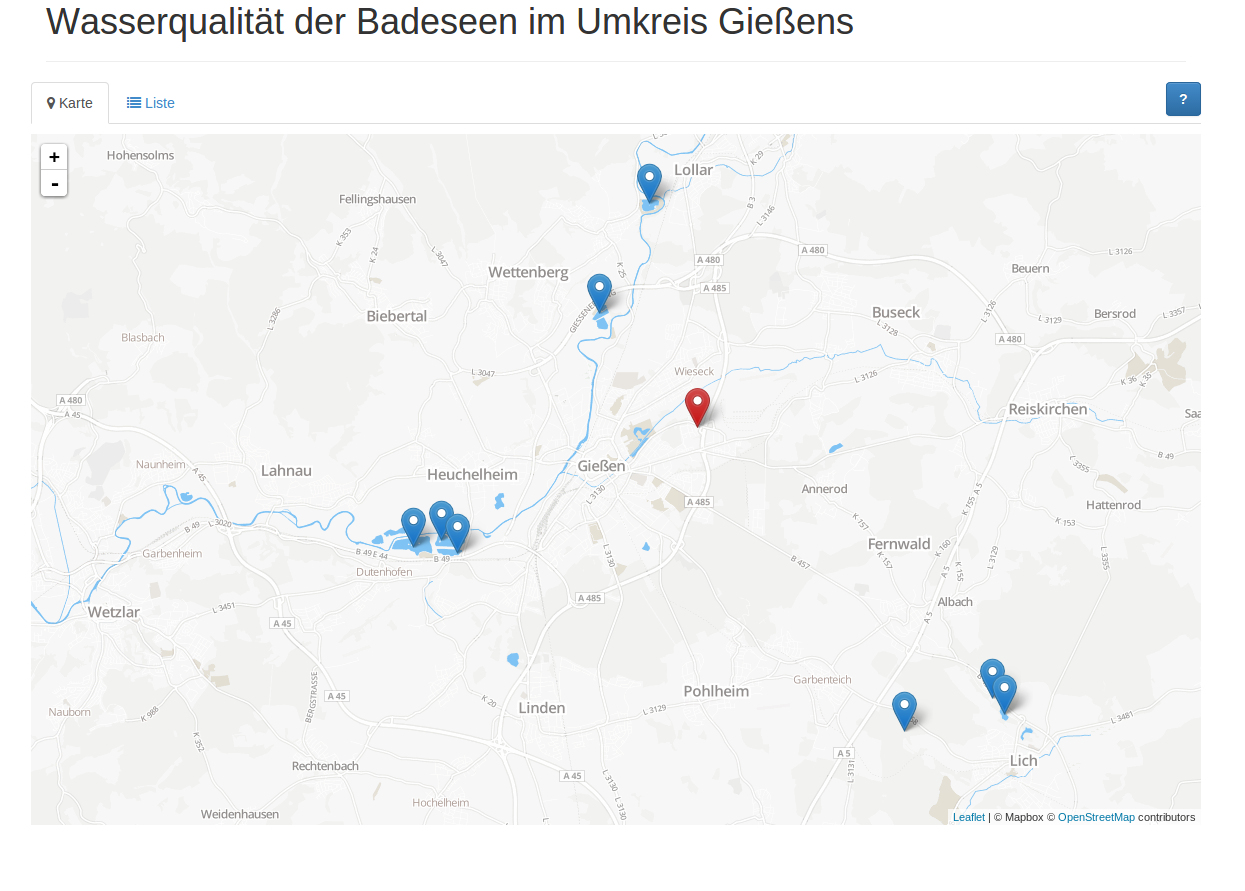 Wasserqualität der Badeseen im Umkreis Gießens
Karte
Liste
?
+
-
Hohensolms
Lollar
K 29
Fellingshausen
B 3
L 3146
K 353
K 24
L 3047
A 480
A 480
L 3126
Wettenberg
K 25
Beuern
A 485
Biebertal
L 3286
GIESSENER
Buseck
L 3126
L 3128
L 3129
Bersrod
L 3357
Blasbach
A 480
L 3047
Wieseck
L 3126
K 36
K 35
A 480
A 45
Reiskirchen
Saa
B 49
Naunheim
A 45
Lahnau
Heuchelheim
Gießen
L 3355
Annerod
L 3130
A 485
A 5
K 155
Hattenrod
B 49
L 3020
K 157
K 153
Garbenheim
B 49 E 44
B 49
L 3130
Fernwald
K 160
K 157
K 155
L 3129
L 3355
Dutenhofen
B 457
A 5
Wetzlar
L 3451
A 485
Albach
A 45
A 5
Garbenteich
Pohlheim
BERGSTRASSE
A 45
K 20
Linden
L 3129
Nauborn
K 988
L 3481
K 352
A 5
Lich
Rechtenbach
A 45
L 3131
L 3130
Hochelheim
L 3130
Weidenhausen
Leaflet | © Mapbox © OpenStreetMap contributors